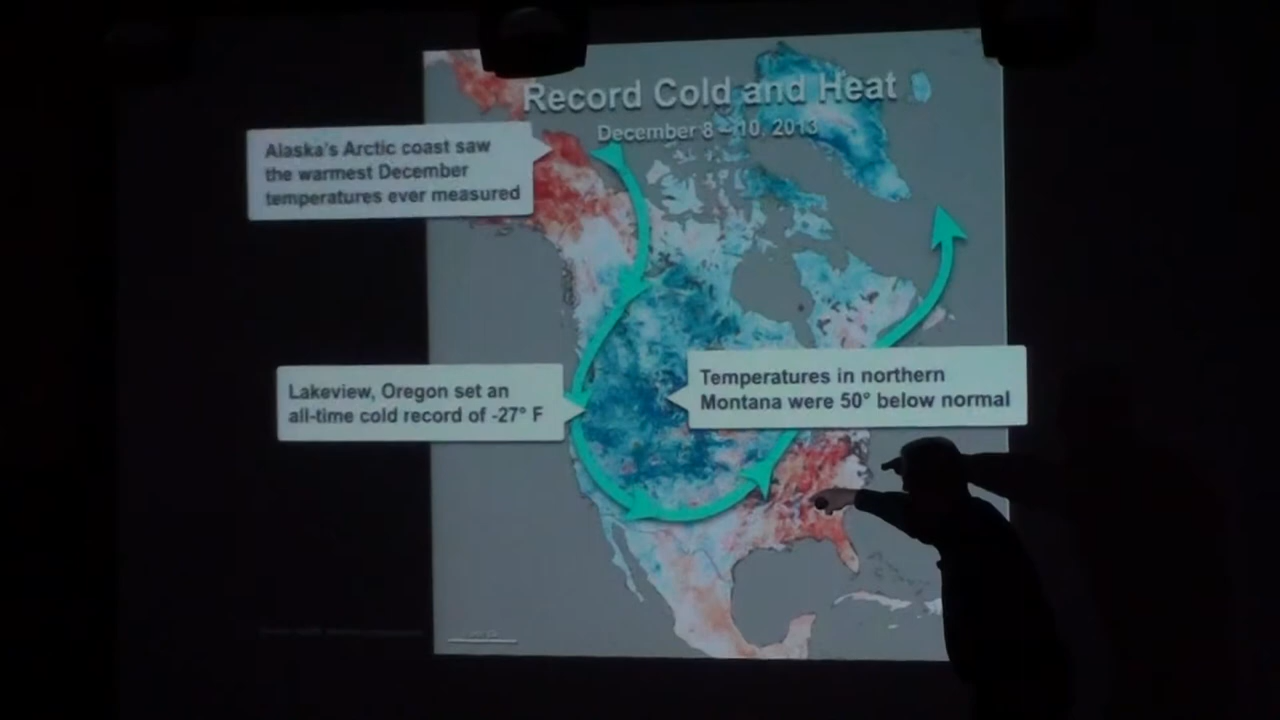 Record Cold and Heat
December 8 – 10, 2013
Alaska's Arctic coast saw
the warmest December
temperatures ever measured
Lakeview, Oregon set an
all-time cold record of -27° F
Temperatures in northern
Montana were 50° below normal